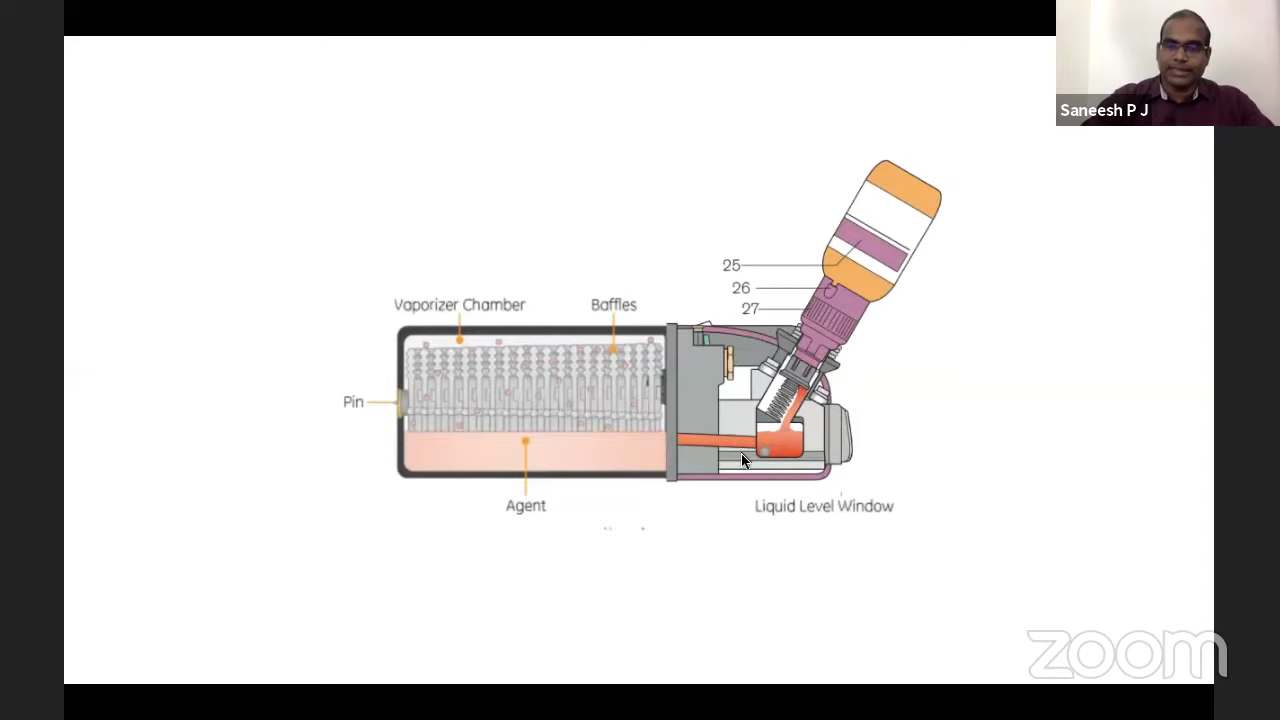 Saneesh P J
25
26
27
Vaporizer Chamber
Baffles
Pin
Agent
Liquid Level Window
zoom